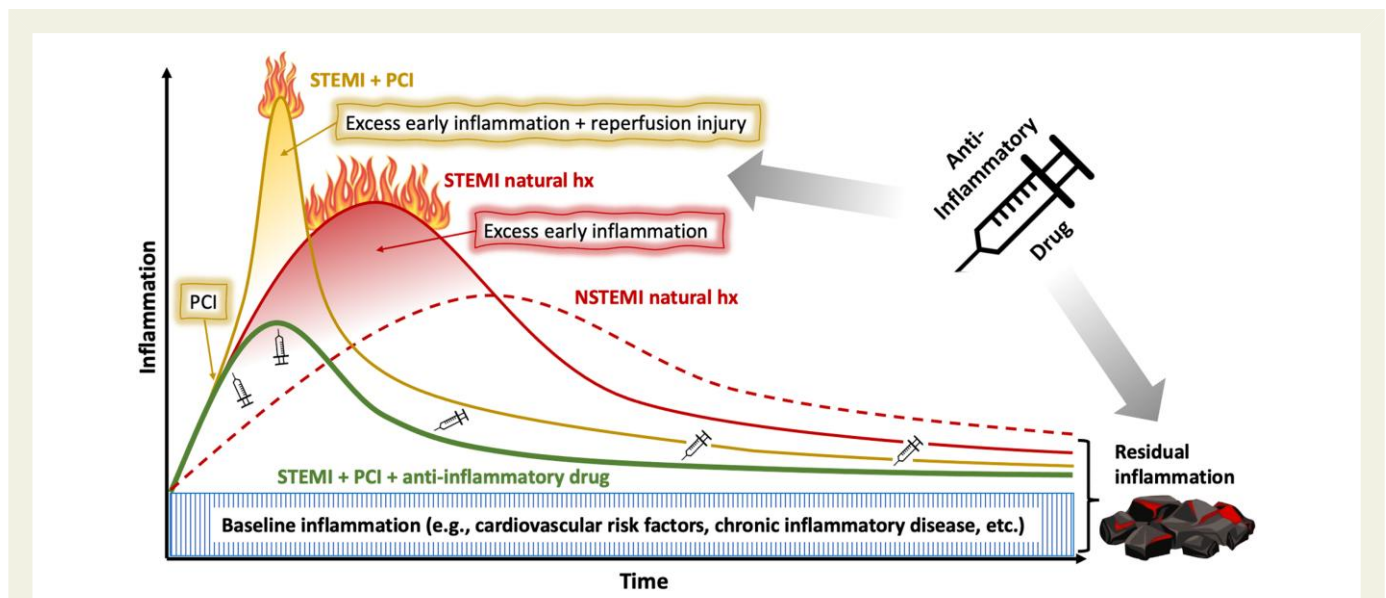 STEMI + PCI
Excess early inflammation + reperfusion injury
STEMI natural hx
Excess early inflammation
PCI
NSTEMI natural hx
Anti-
Inflammatory
Drug
Inflammation
STEMI + PCI + anti-inflammatory drug
Residual
inflammation
Baseline inflammation (e.g., cardiovascular risk factors, chronic inflammatory disease, etc.)
Time